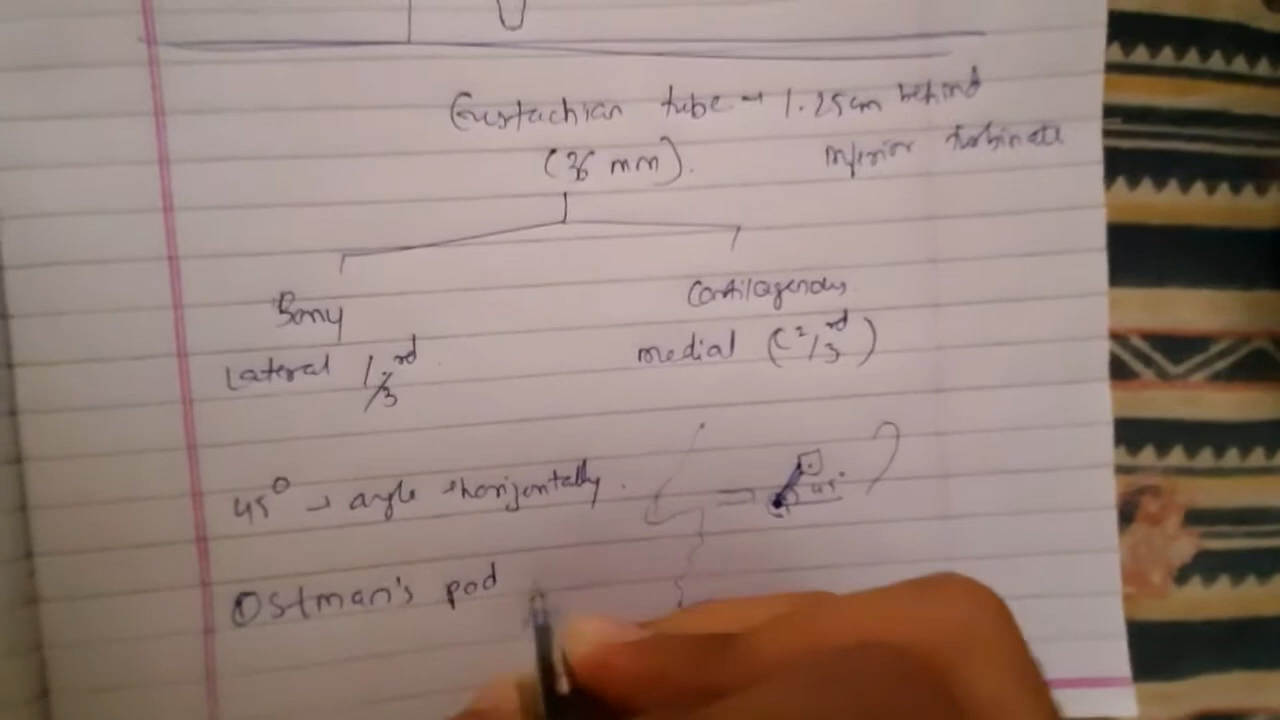 Eustachian tube → 1.25cm behind
(36 mm). inferior turbinate
Bony
Cartilagenous
Lateral 1/3rd
medial (2/3rd)
45° → angle horizontally.
45°
Ostman's pad